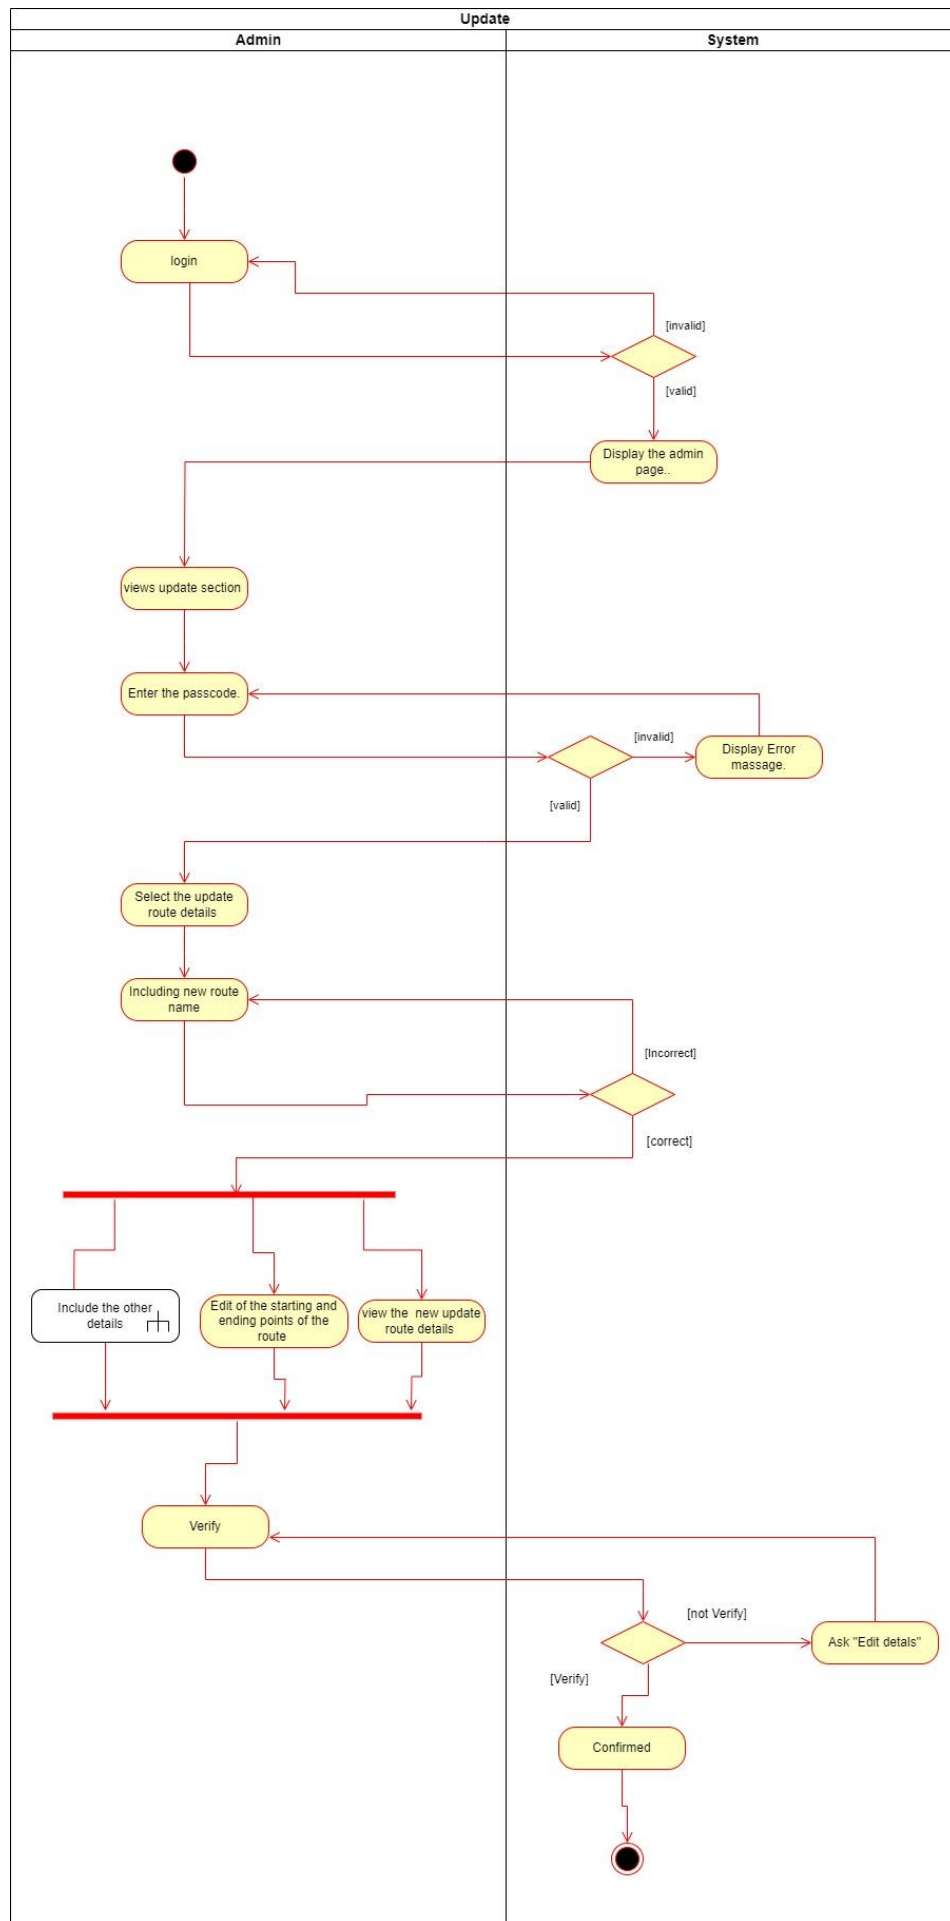 Update
Admin
System
login
[invalid]
[valid]
Display the admin
page..
views update section
Enter the passcode.
[invalid]
Display Error
massage.
[valid]
Select the update
route details
Including new route
name
[Incorrect]
[correct]
Include the other
details
Edit of the starting and
ending points of the
route
view the  new update
route details
Verify
[not Verify]
Ask "Edit detals"
[Verify]
Confirmed